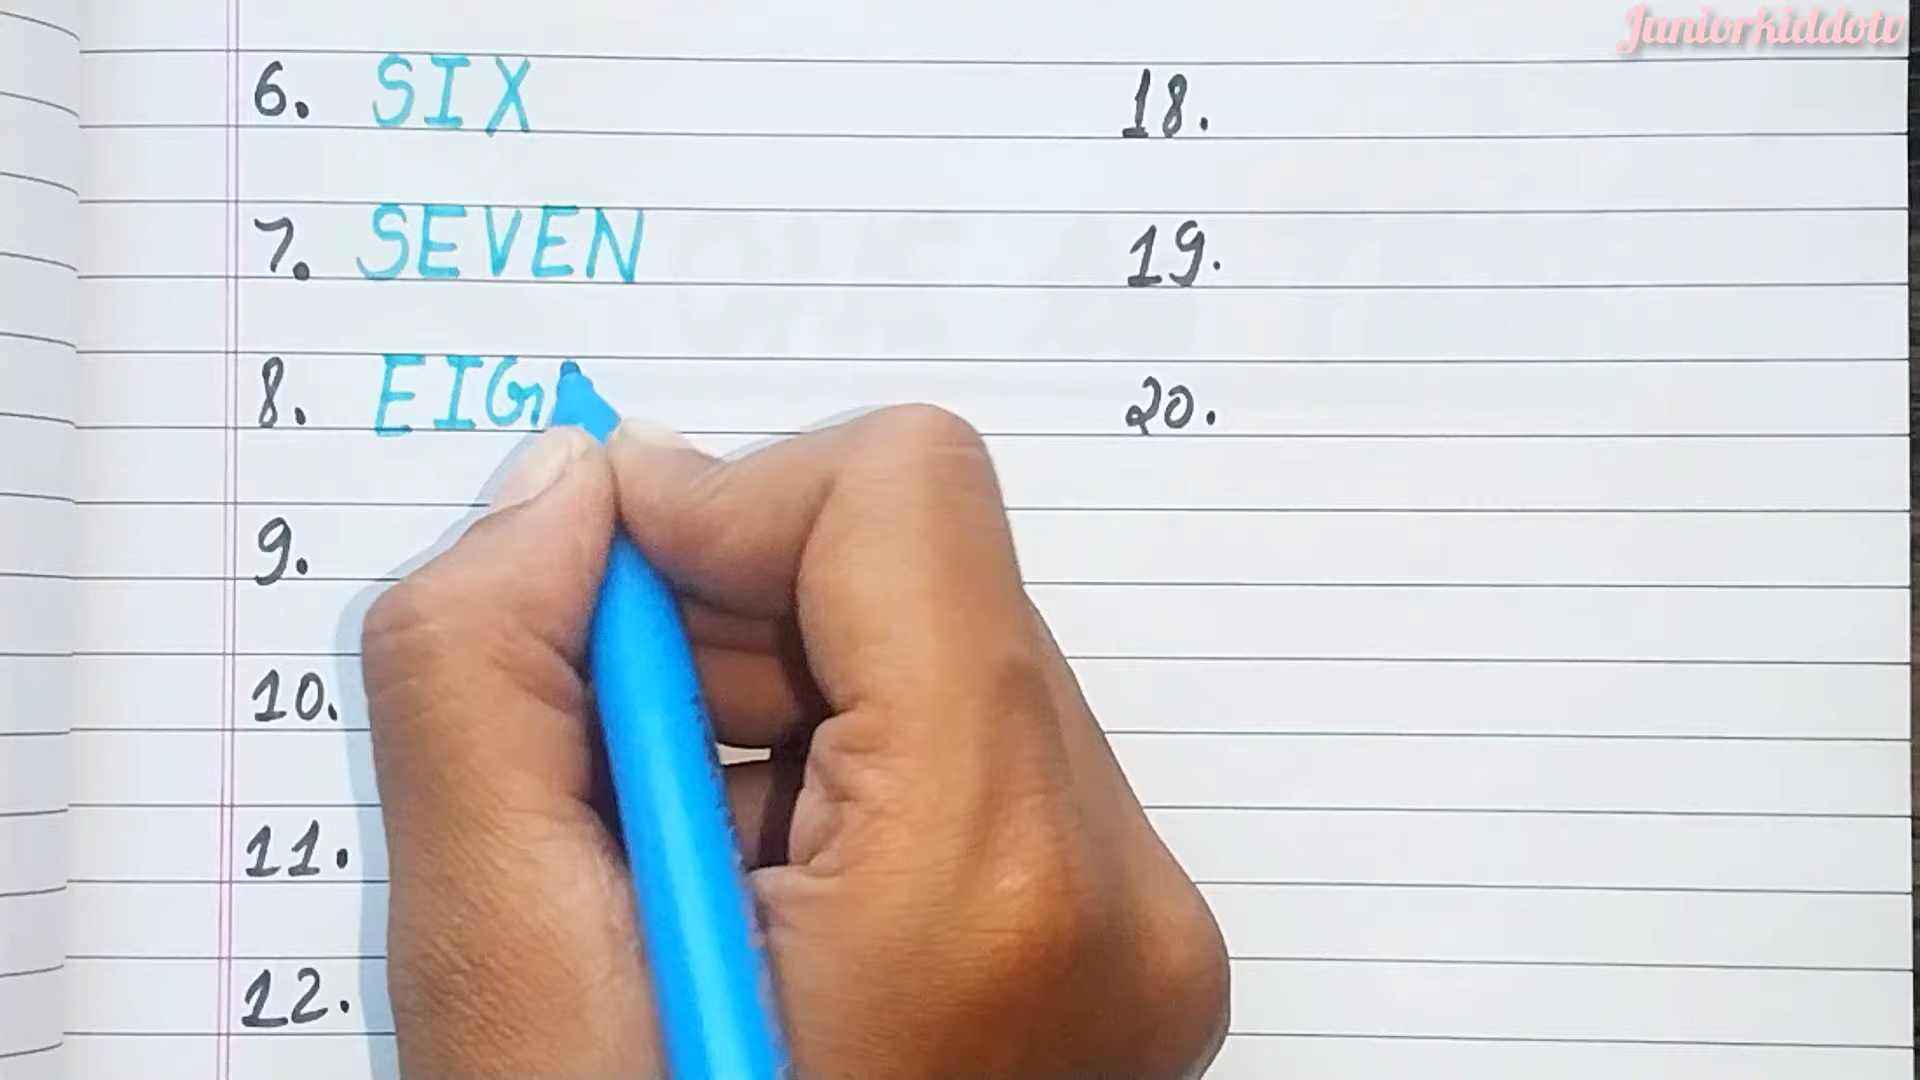 Juniorkiddotv
6. SIX
7. SEVEN
8. EIG
9.
10.
11.
12.
18.
19.
20.